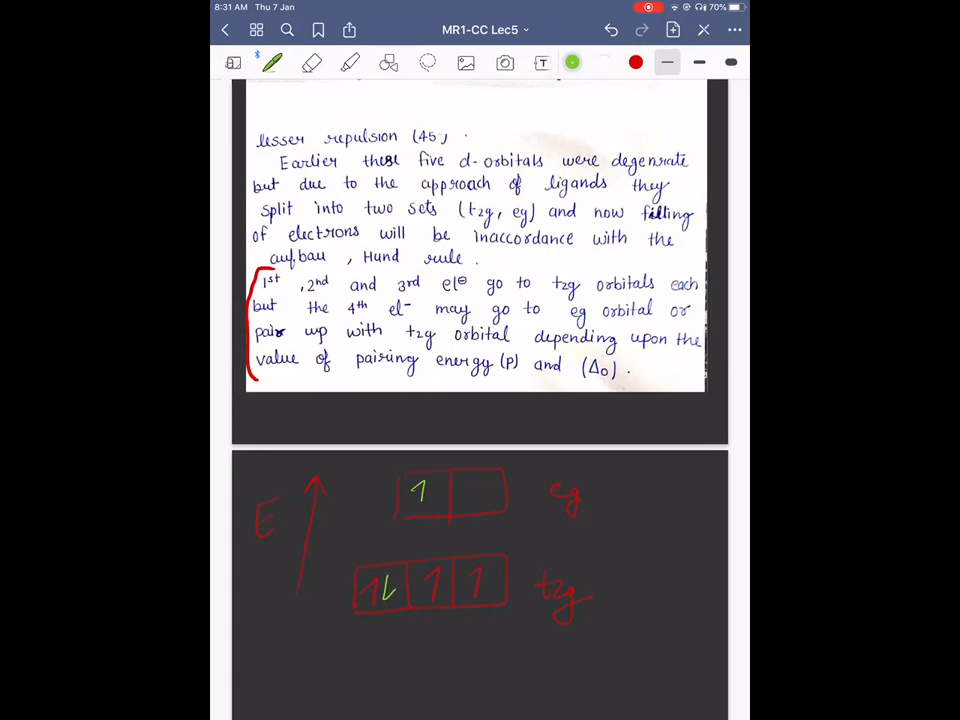 8:31 AM Thu 7 Jan
70%
MR1-CC Lec5
lesser repulsion (45°) .
Earlier these five d-orbitals were degenrate
but due to the approach of ligands they
split into two sets (t2g, eg) and now filling
of electrons will be inaccordance with the
aufbau , Hund rule .
1st ,2nd and 3rd el⊖ go to t2g orbitals each
but the 4th el- may go to eg orbital or
pair up with t2g orbital depending upon the
value of pairing energy (p) and (Δo) .
E
↿
eg
↿⇂ ↿ ↿
t2g